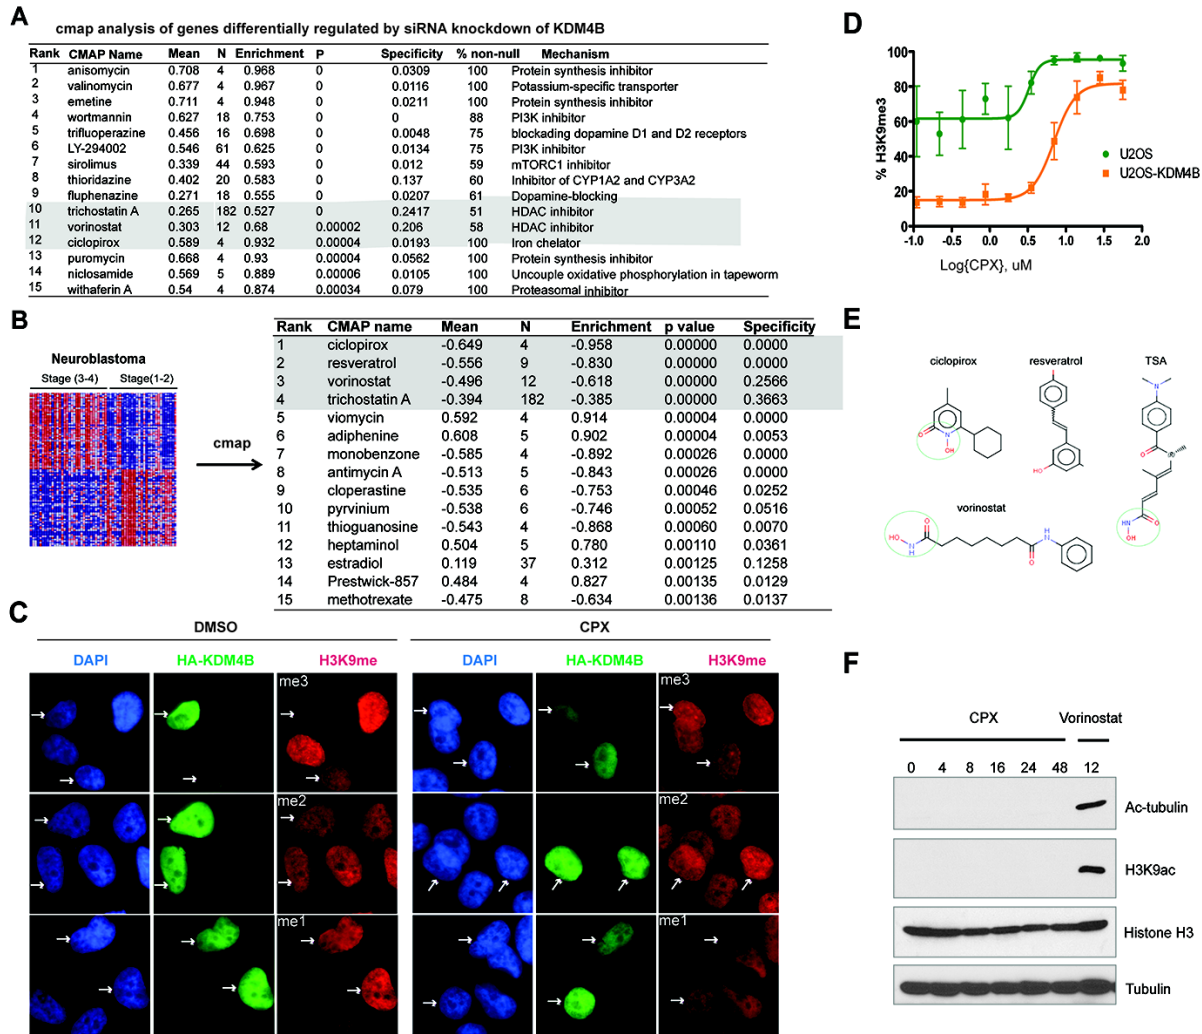 A
cmap analysis of genes differentially regulated by siRNA knockdown of KDM4B
Rank CMAP Name Mean N Enrichment P Specificity % non-null Mechanism
1 anisomycin 0.708 4 0.968 0 0.0309 100 Protein synthesis inhibitor
2 valinomycin 0.677 4 0.967 0 0.0116 100 Potassium-specific transporter
3 emetine 0.711 4 0.948 0 0.0211 100 Protein synthesis inhibitor
4 wortmannin 0.627 18 0.753 0 0 88 PI3K inhibitor
5 trifluoperazine 0.456 16 0.698 0 0.0048 75 blockading dopamine D1 and D2 receptors
6 LY-294002 0.546 61 0.625 0 0.0134 75 PI3K inhibitor
7 sirolimus 0.339 44 0.593 0 0.012 59 mTORC1 inhibitor
8 thioridazine 0.402 20 0.583 0 0.137 60 Inhibitor of CYP1A2 and CYP3A2
9 fluphenazine 0.271 18 0.555 0 0.0207 61 Dopamine-blocking
10 trichostatin A 0.265 182 0.527 0 0.2417 51 HDAC inhibitor
11 vorinostat 0.303 12 0.68 0.00002 0.206 58 HDAC inhibitor
12 ciclopirox 0.589 4 0.932 0.00004 0.0193 100 Iron chelator
13 puromycin 0.668 4 0.93 0.00004 0.0562 100 Protein synthesis inhibitor
14 niclosamide 0.569 5 0.889 0.00006 0.0105 100 Uncouple oxidative phosphorylation in tapeworm
15 withaferin A 0.54 4 0.874 0.00034 0.079 100 Proteasomal inhibitor
B
Neuroblastoma
Stage (3-4) Stage(1-2)
cmap
Rank CMAP name Mean N Enrichment p value Specificity
1 ciclopirox -0.649 4 -0.958 0.00000 0.0000
2 resveratrol -0.556 9 -0.830 0.00000 0.0000
3 vorinostat -0.496 12 -0.618 0.00000 0.2566
4 trichostatin A -0.394 182 -0.385 0.00000 0.3663
5 viomycin 0.592 4 0.914 0.00004 0.0000
6 adiphenine 0.608 5 0.902 0.00004 0.0053
7 monobenzone -0.585 4 -0.892 0.00026 0.0000
8 antimycin A -0.513 5 -0.843 0.00026 0.0000
9 cloperastine -0.535 6 -0.753 0.00046 0.0252
10 pyrvinium -0.538 6 -0.746 0.00052 0.0516
11 thioguanosine -0.543 4 -0.868 0.00060 0.0070
12 heptaminol 0.504 5 0.780 0.00110 0.0361
13 estradiol 0.119 37 0.312 0.00125 0.1258
14 Prestwick-857 0.484 4 0.827 0.00135 0.0129
15 methotrexate -0.475 8 -0.634 0.00136 0.0137
C
DMSO CPX
DAPI HA-KDM4B H3K9me DAPI HA-KDM4B H3K9me
me3 me3
me2 me2
me1 me1
D
% H3K9me3
100
80
60
40
20
0
-1.0 -0.5 0.0 0.5 1.0 1.5 2.0
Log{CPX}, uM
U2OS
U2OS-KDM4B
E
ciclopirox resveratrol TSA
vorinostat
F
CPX Vorinostat
0 4 8 16 24 48 12
Ac-tubulin
H3K9ac
Histone H3
Tubulin